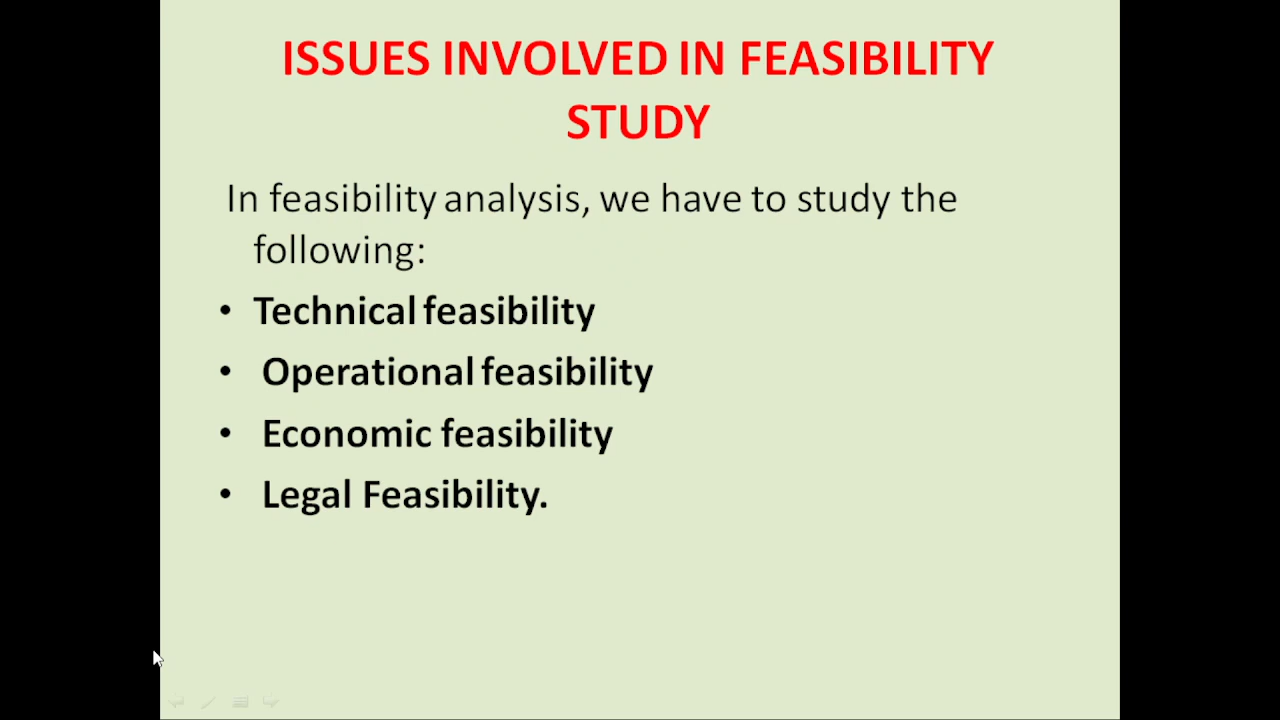 ISSUES INVOLVED IN FEASIBILITY
STUDY
In feasibility analysis, we have to study the
following:
• Technical feasibility
• Operational feasibility
• Economic feasibility
• Legal Feasibility.